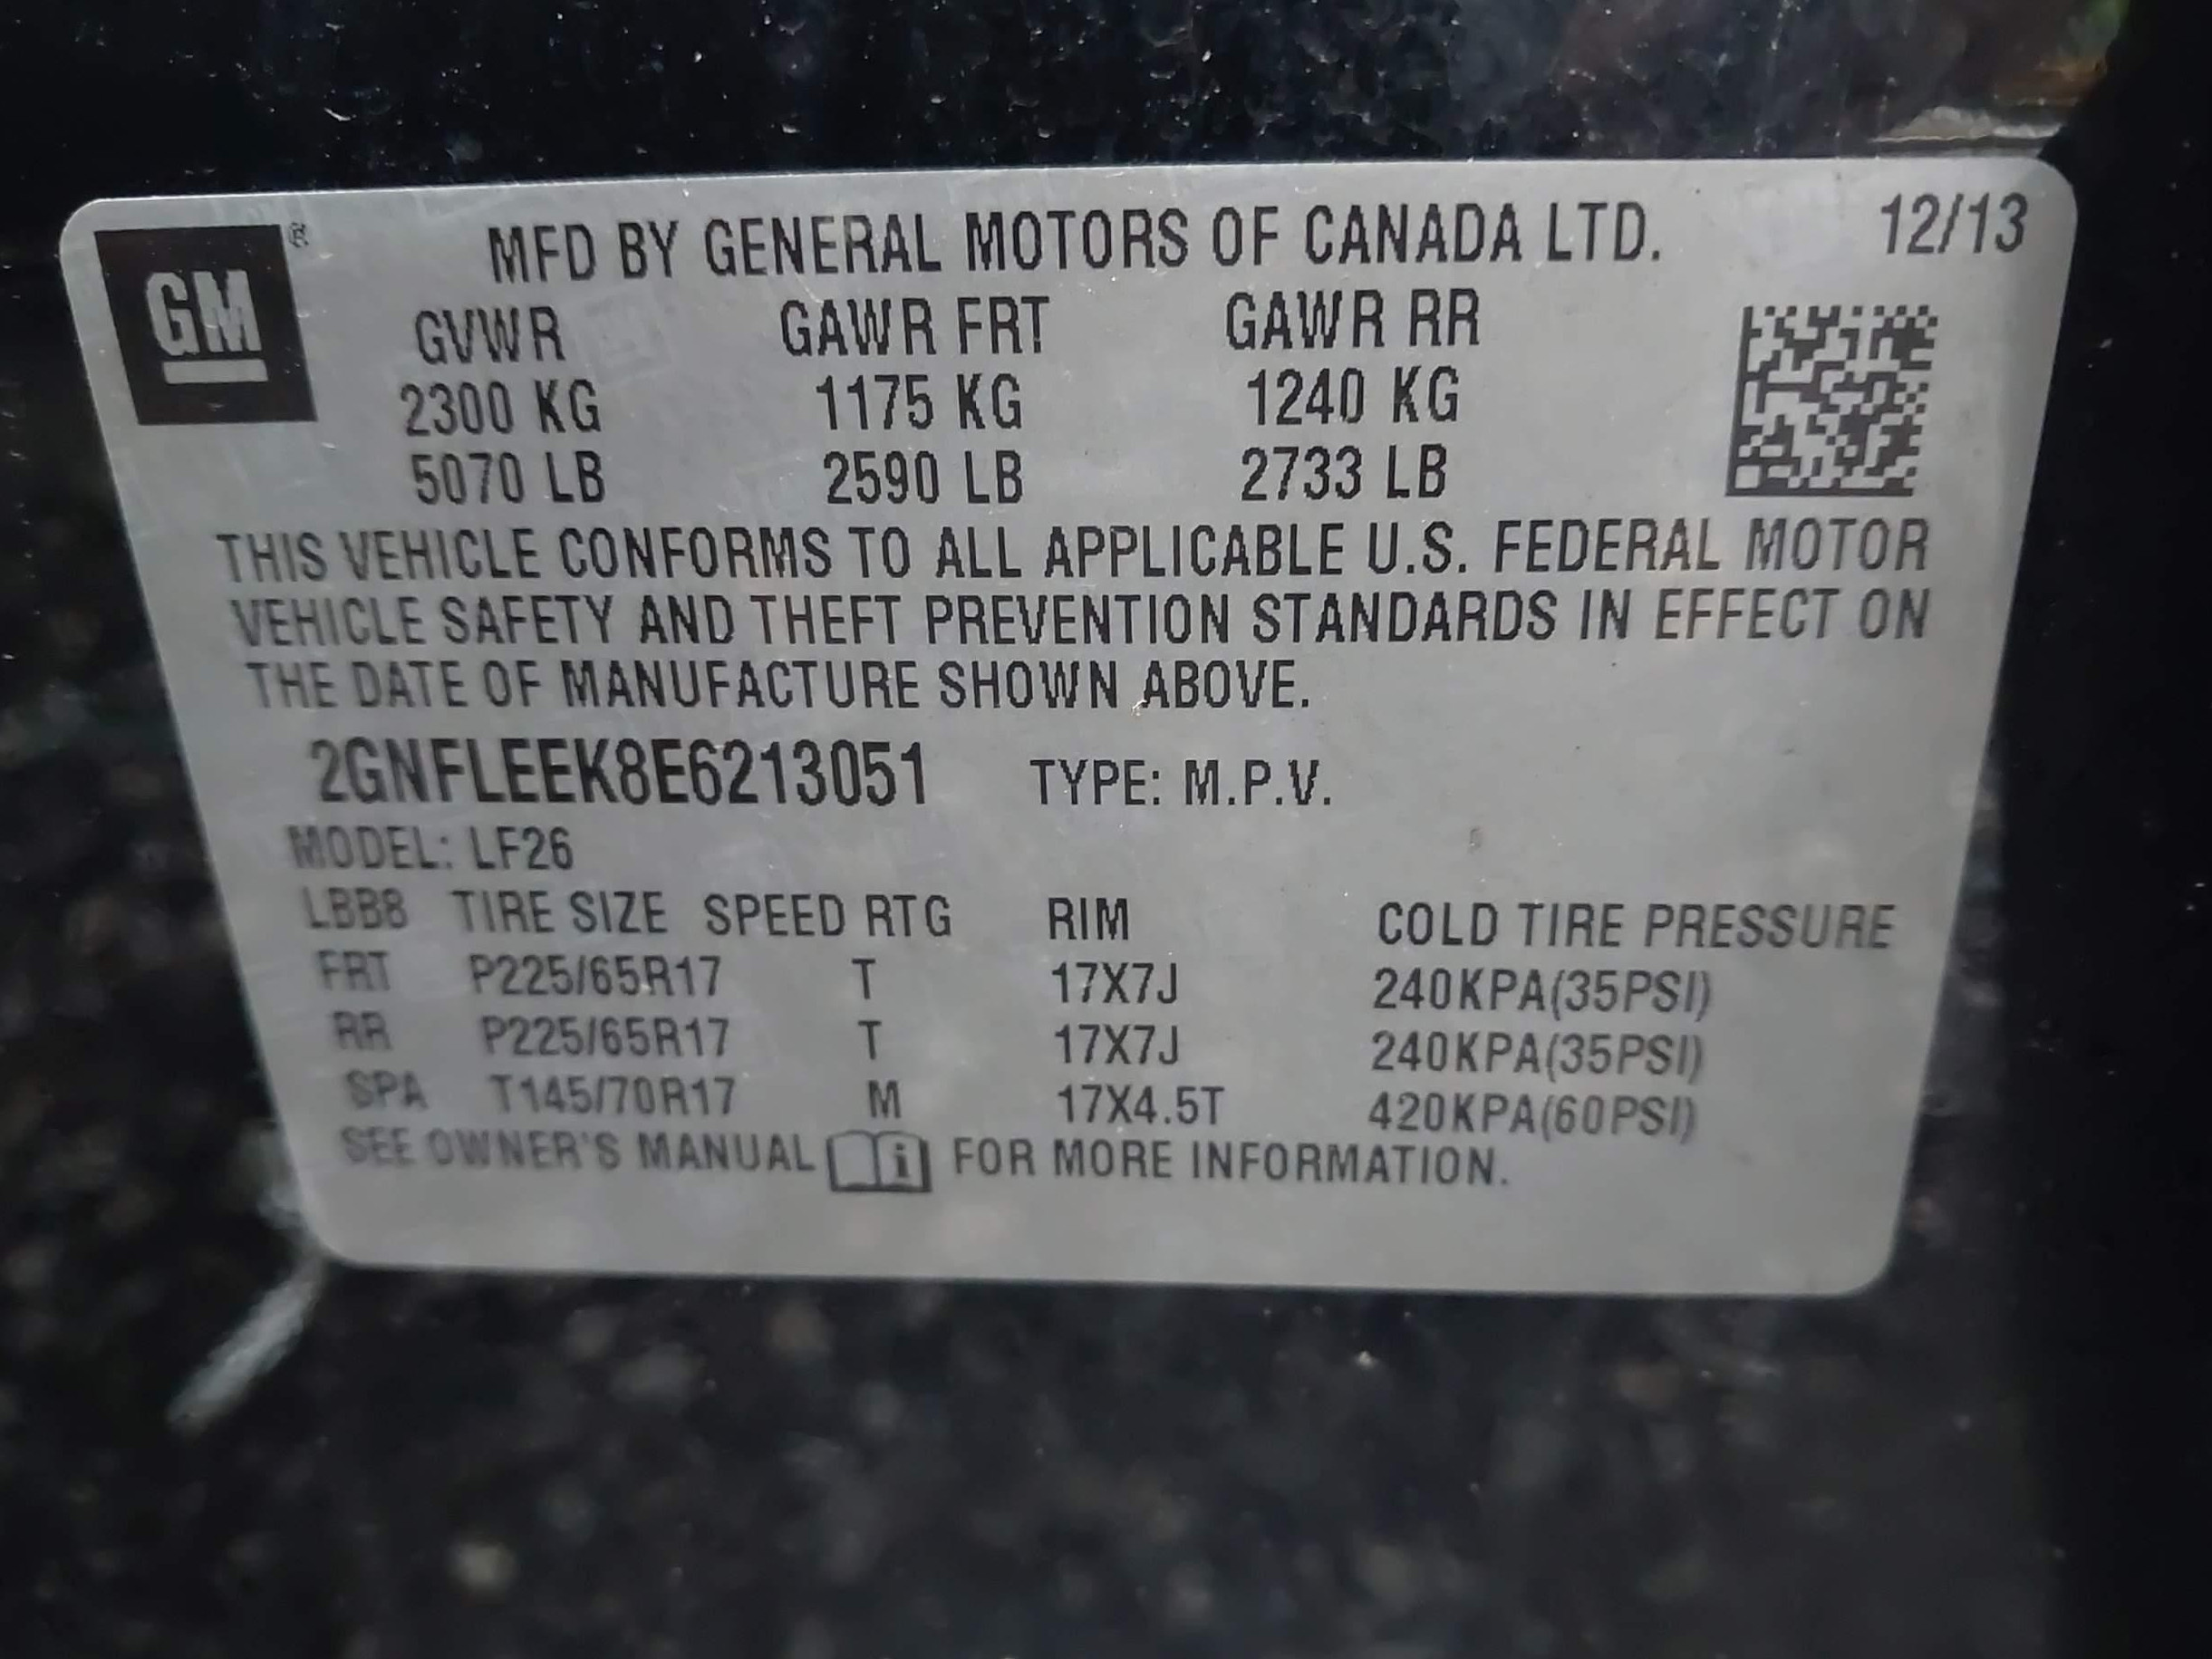 GM ®
MFD BY GENERAL MOTORS OF CANADA LTD. 12/13
GVWR GAWR FRT GAWR RR
2300 KG 1175 KG 1240 KG
5070 LB 2590 LB 2733 LB
THIS VEHICLE CONFORMS TO ALL APPLICABLE U.S. FEDERAL MOTOR
VEHICLE SAFETY AND THEFT PREVENTION STANDARDS IN EFFECT ON
THE DATE OF MANUFACTURE SHOWN ABOVE.
2GNFLEEK8E6213051 TYPE: M.P.V.
MODEL: LF26
LBB8 TIRE SIZE SPEED RTG RIM COLD TIRE PRESSURE
FRT P225/65R17 T 17X7J 240KPA(35PSI)
RR P225/65R17 T 17X7J 240KPA(35PSI)
SPA T145/70R17 M 17X4.5T 420KPA(60PSI)
SEE OWNER'S MANUAL i FOR MORE INFORMATION.